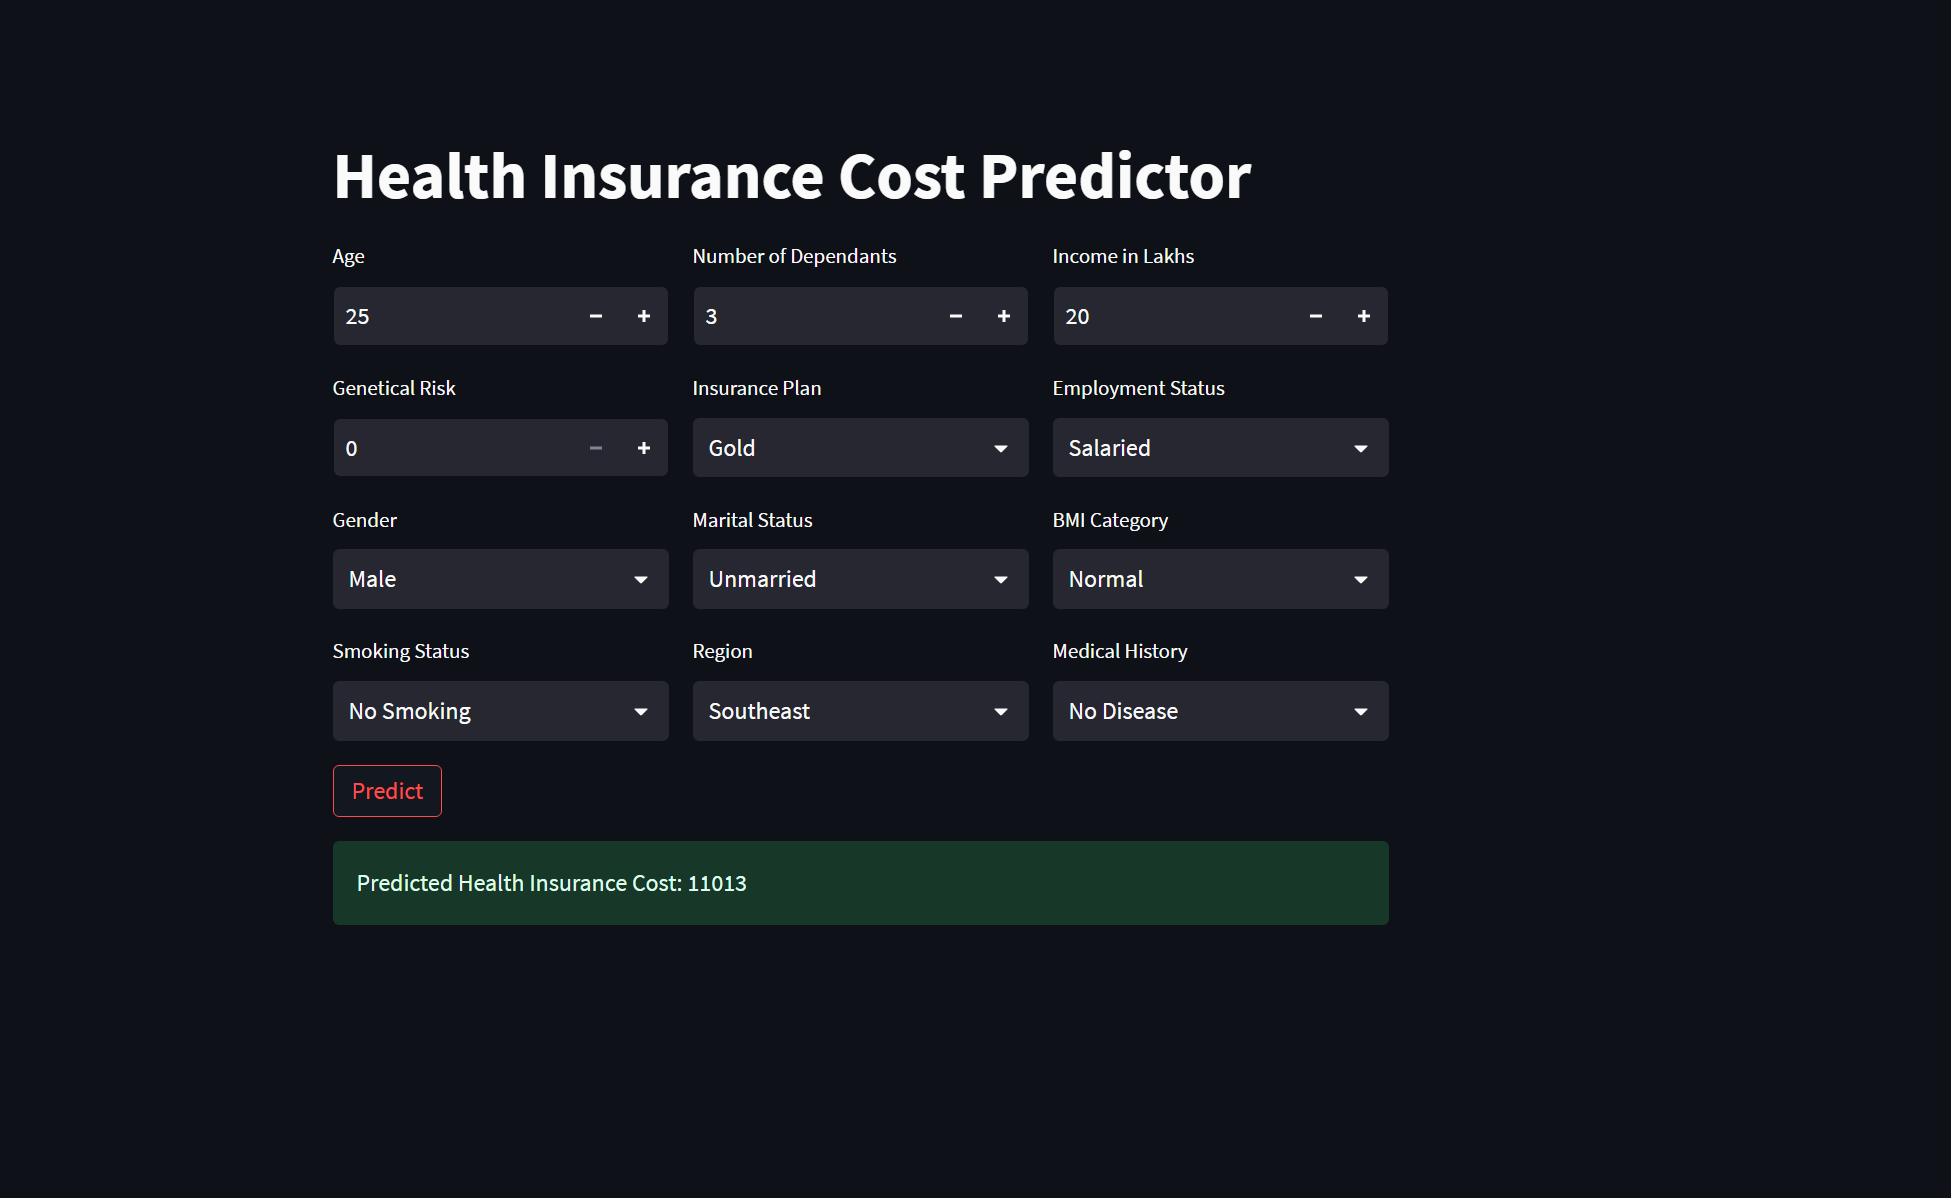 Health Insurance Cost Predictor
Age Number of Dependants Income in Lakhs
25 − + 3 − + 20 − +
Genetical Risk Insurance Plan Employment Status
0 − + Gold Salaried
Gender Marital Status BMI Category
Male Unmarried Normal
Smoking Status Region Medical History
No Smoking Southeast No Disease
Predict
Predicted Health Insurance Cost: 11013